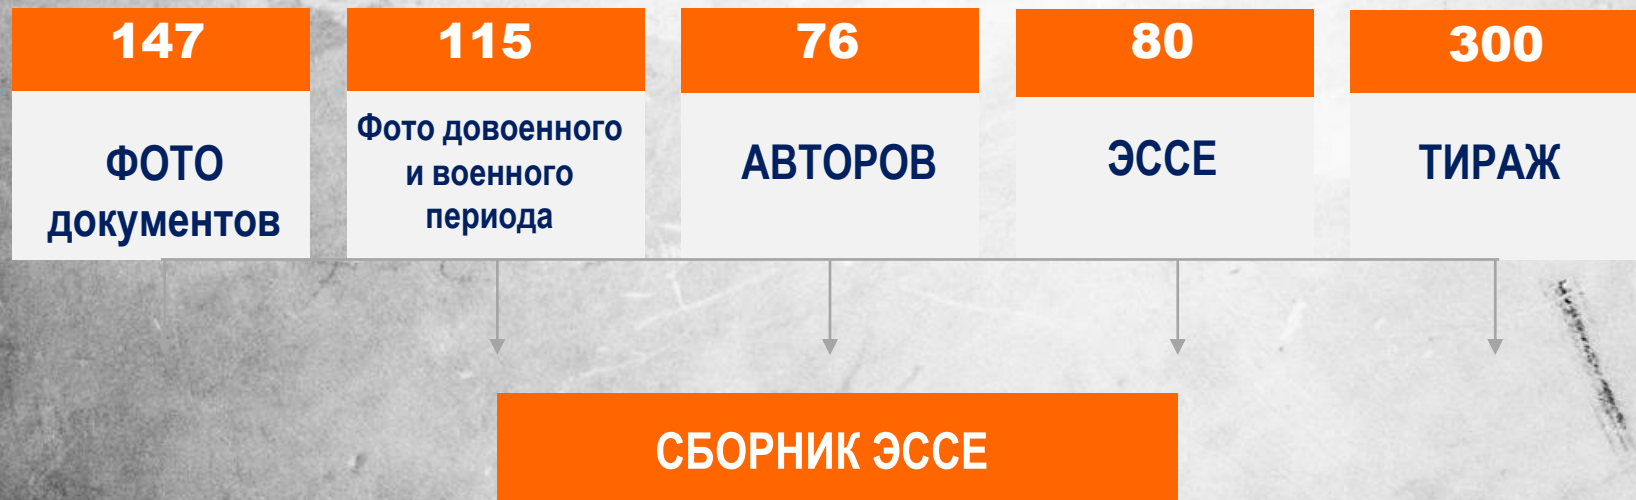 147
ФОТО
документов
115
Фото довоенного
и военного
периода
76
АВТОРОВ
80
ЭССЕ
300
ТИРАЖ
СБОРНИК ЭССЕ